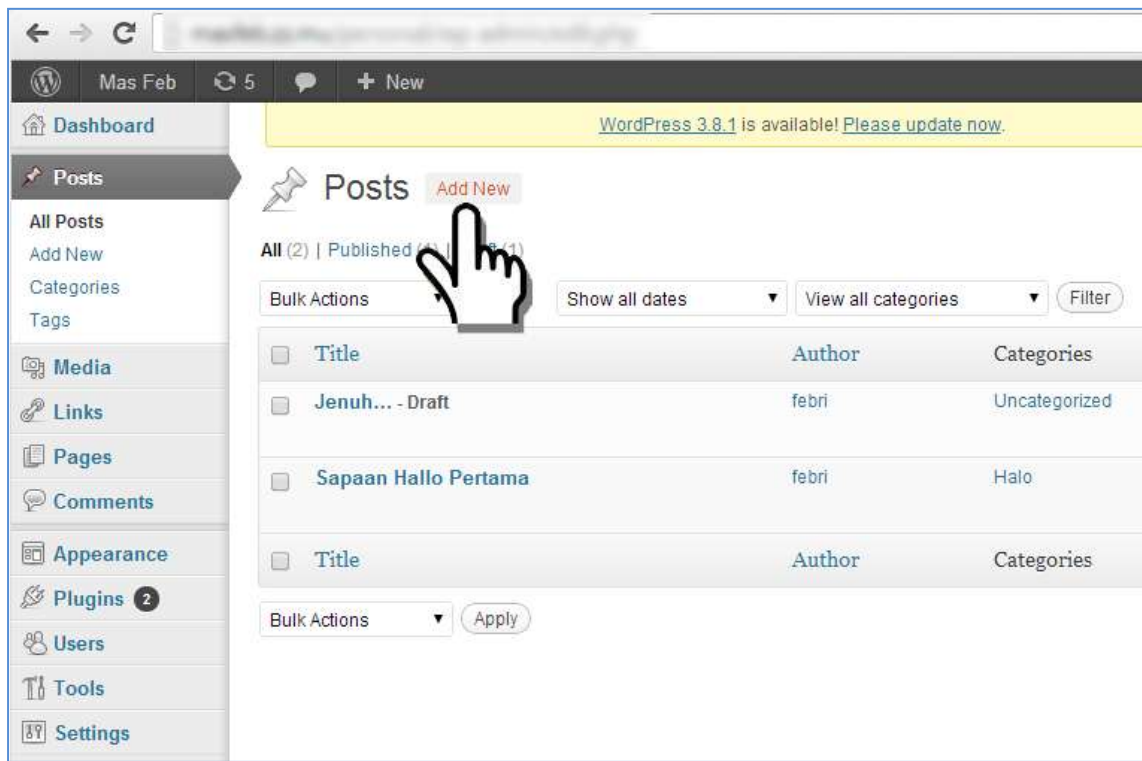 Mas Feb 5 + New
Dashboard
WordPress 3.8.1 is available! Please update now.
Posts
Posts Add New
All Posts
Add New
Categories
Tags
All (2) | Published (1) | (1)
Bulk Actions Show all dates View all categories Filter
Title Author Categories
Jenuh... - Draft febri Uncategorized
Sapaan Hallo Pertama febri Halo
Title Author Categories
Bulk Actions Apply
Media
Links
Pages
Comments
Appearance
Plugins 2
Users
Tools
Settings